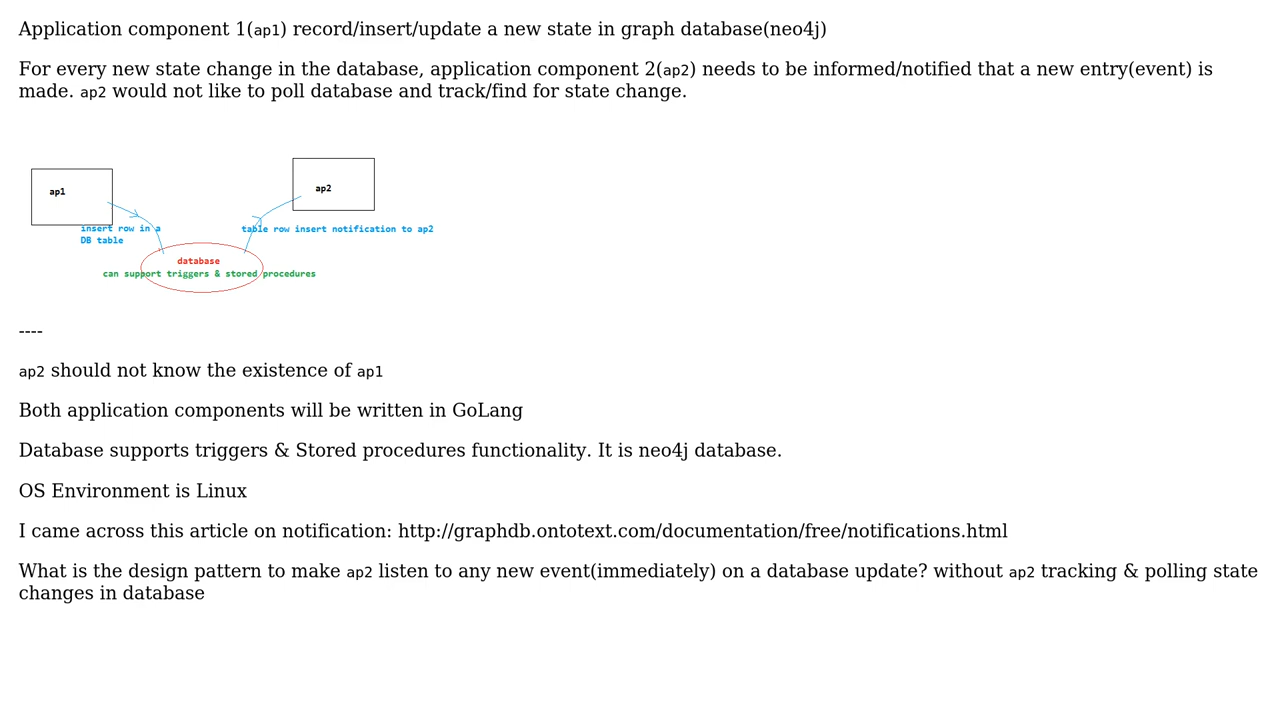 Application component 1(ap1) record/insert/update a new state in graph database(neo4j)
For every new state change in the database, application component 2(ap2) needs to be informed/notified that a new entry(event) is
made. ap2 would not like to poll database and track/find for state change.
ap1
ap2
insert row in a
DB table
table row insert notification to ap2
database
can support triggers & stored procedures
----
ap2 should not know the existence of ap1
Both application components will be written in GoLang
Database supports triggers & Stored procedures functionality. It is neo4j database.
OS Environment is Linux
I came across this article on notification: http://graphdb.ontotext.com/documentation/free/notifications.html
What is the design pattern to make ap2 listen to any new event(immediately) on a database update? without ap2 tracking & polling state
changes in database